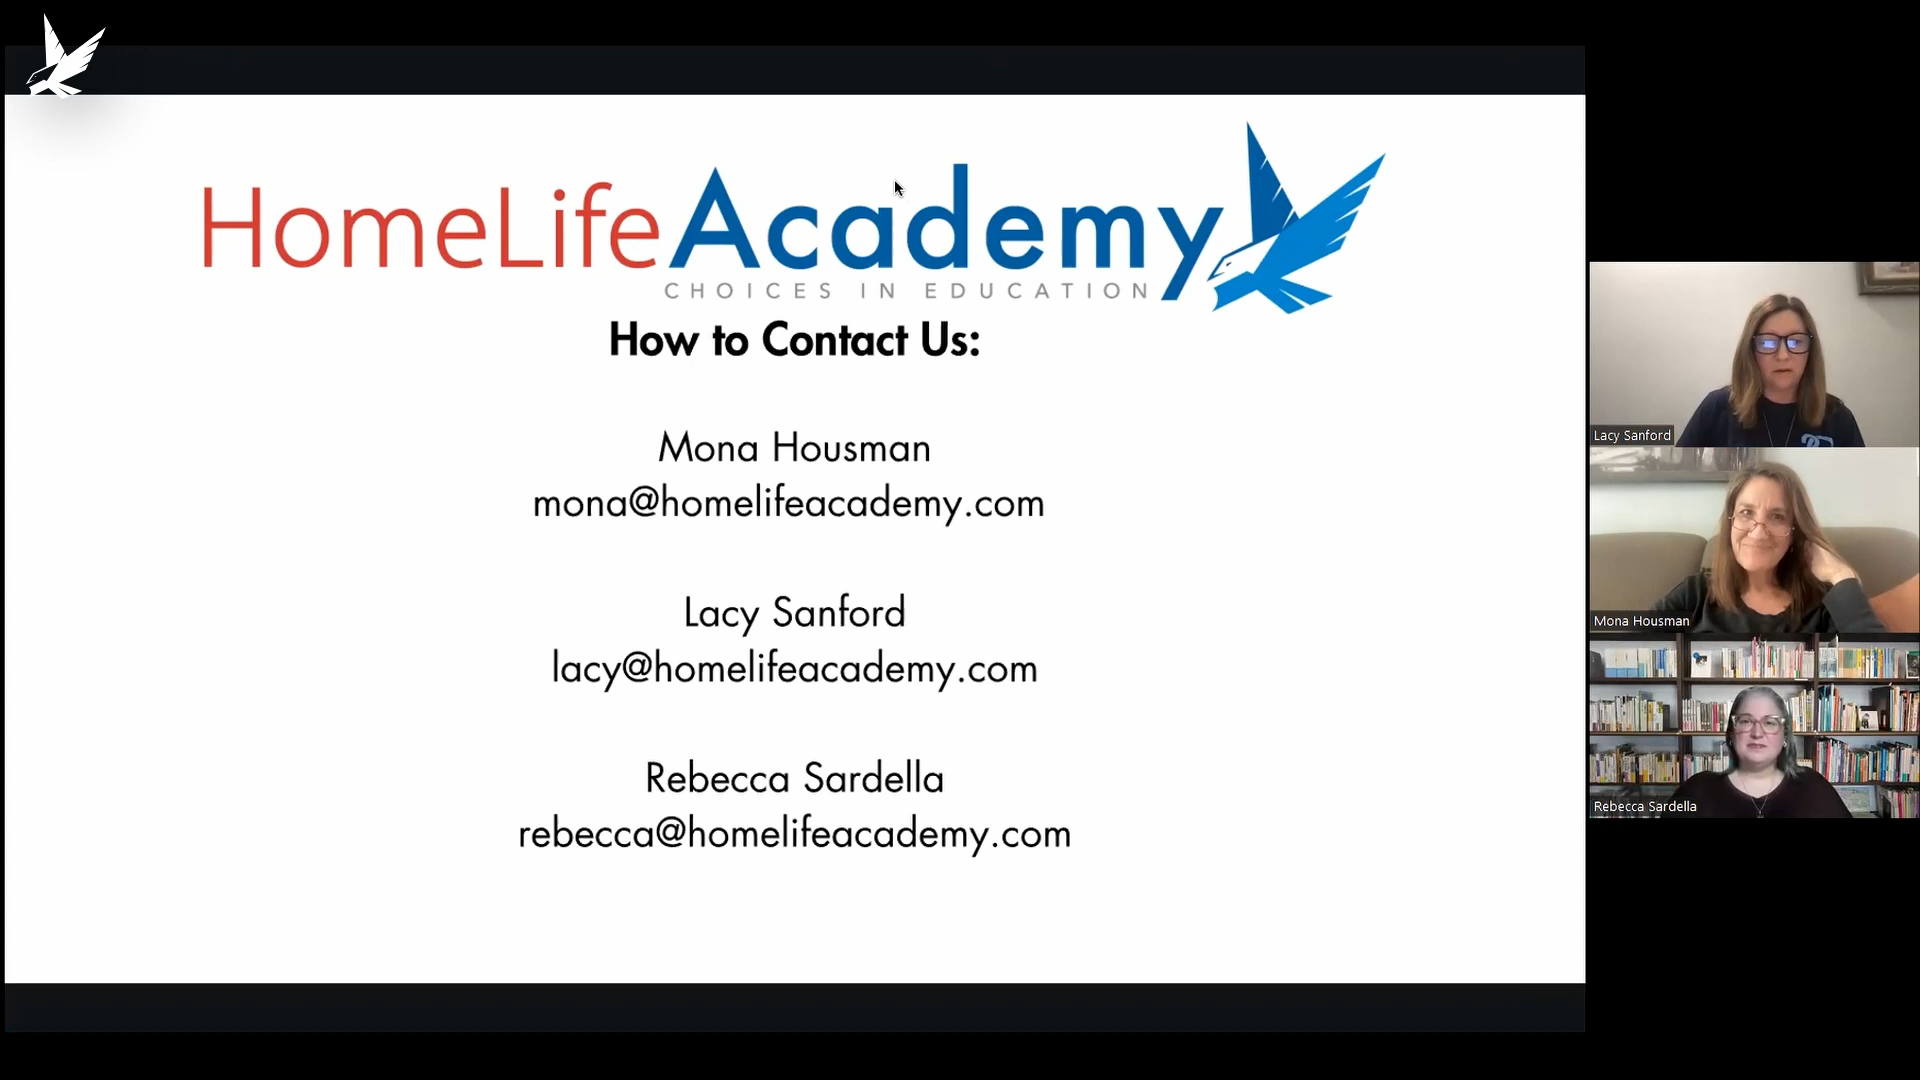 HomeLifeAcademy
CHOICES IN EDUCATION
How to Contact Us:
Mona Housman
mona@homelifeacademy.com
Lacy Sanford
lacy@homelifeacademy.com
Rebecca Sardella
rebecca@homelifeacademy.com
Lacy Sanford
Mona Housman
Rebecca Sardella